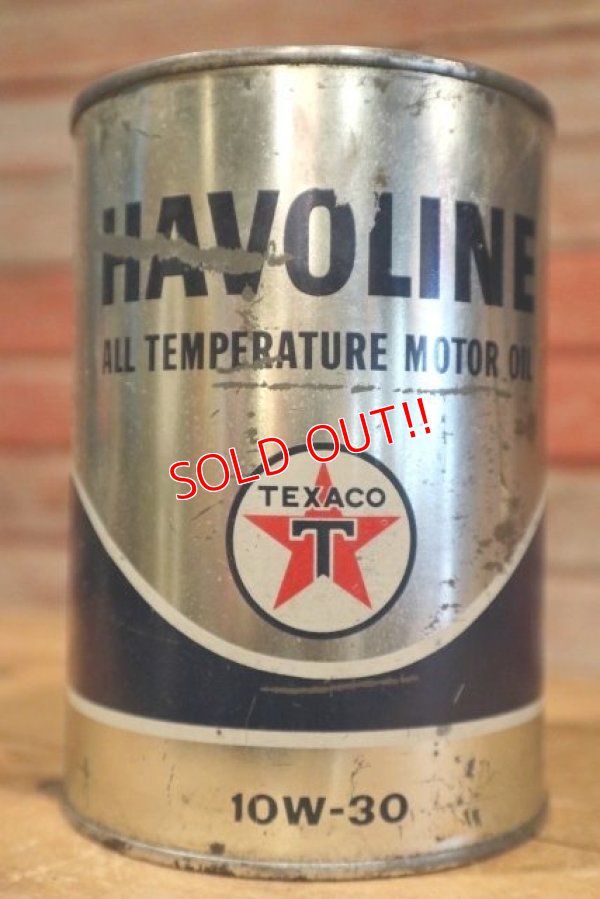 HAVOLINE
ALL TEMPERATURE MOTOR OIL
SOLD OUT!!
TEXACO
T
10W-30